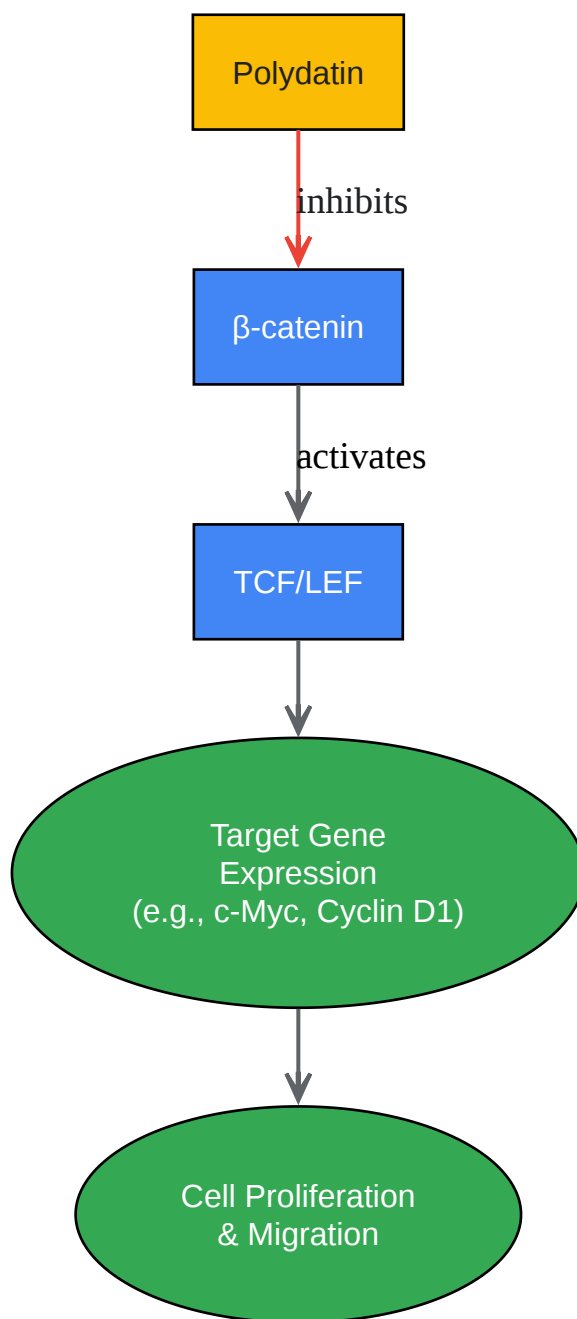 Polydatin
inhibits
β-catenin
activates
TCF/LEF
Target Gene
Expression
(e.g., c-Myc, Cyclin D1)
Cell Proliferation
& Migration